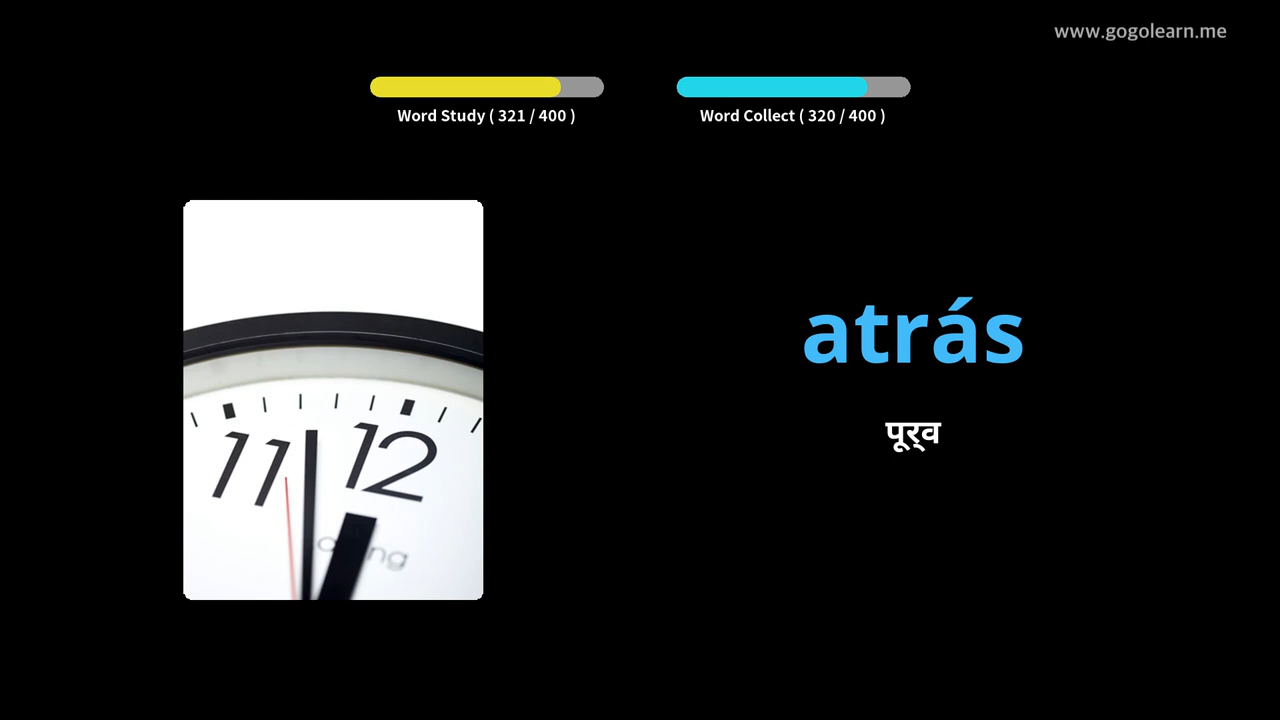 www.gogolearn.me
Word Study ( 321 / 400 )
Word Collect ( 320 / 400 )
11 12
atrás
पूर्व